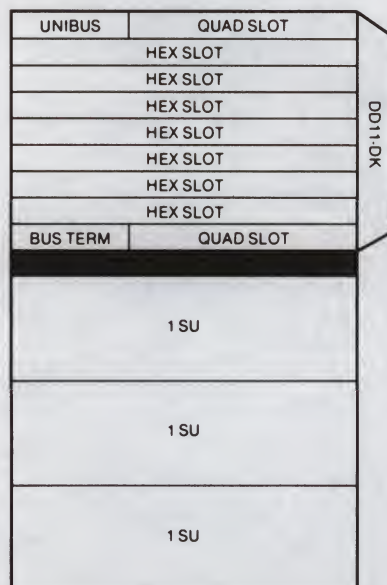 UNIBUS QUAD SLOT
HEX SLOT
HEX SLOT
HEX SLOT
HEX SLOT
HEX SLOT
HEX SLOT
HEX SLOT
BUS TERM QUAD SLOT
DD11-DK
1 SU
1 SU
1 SU